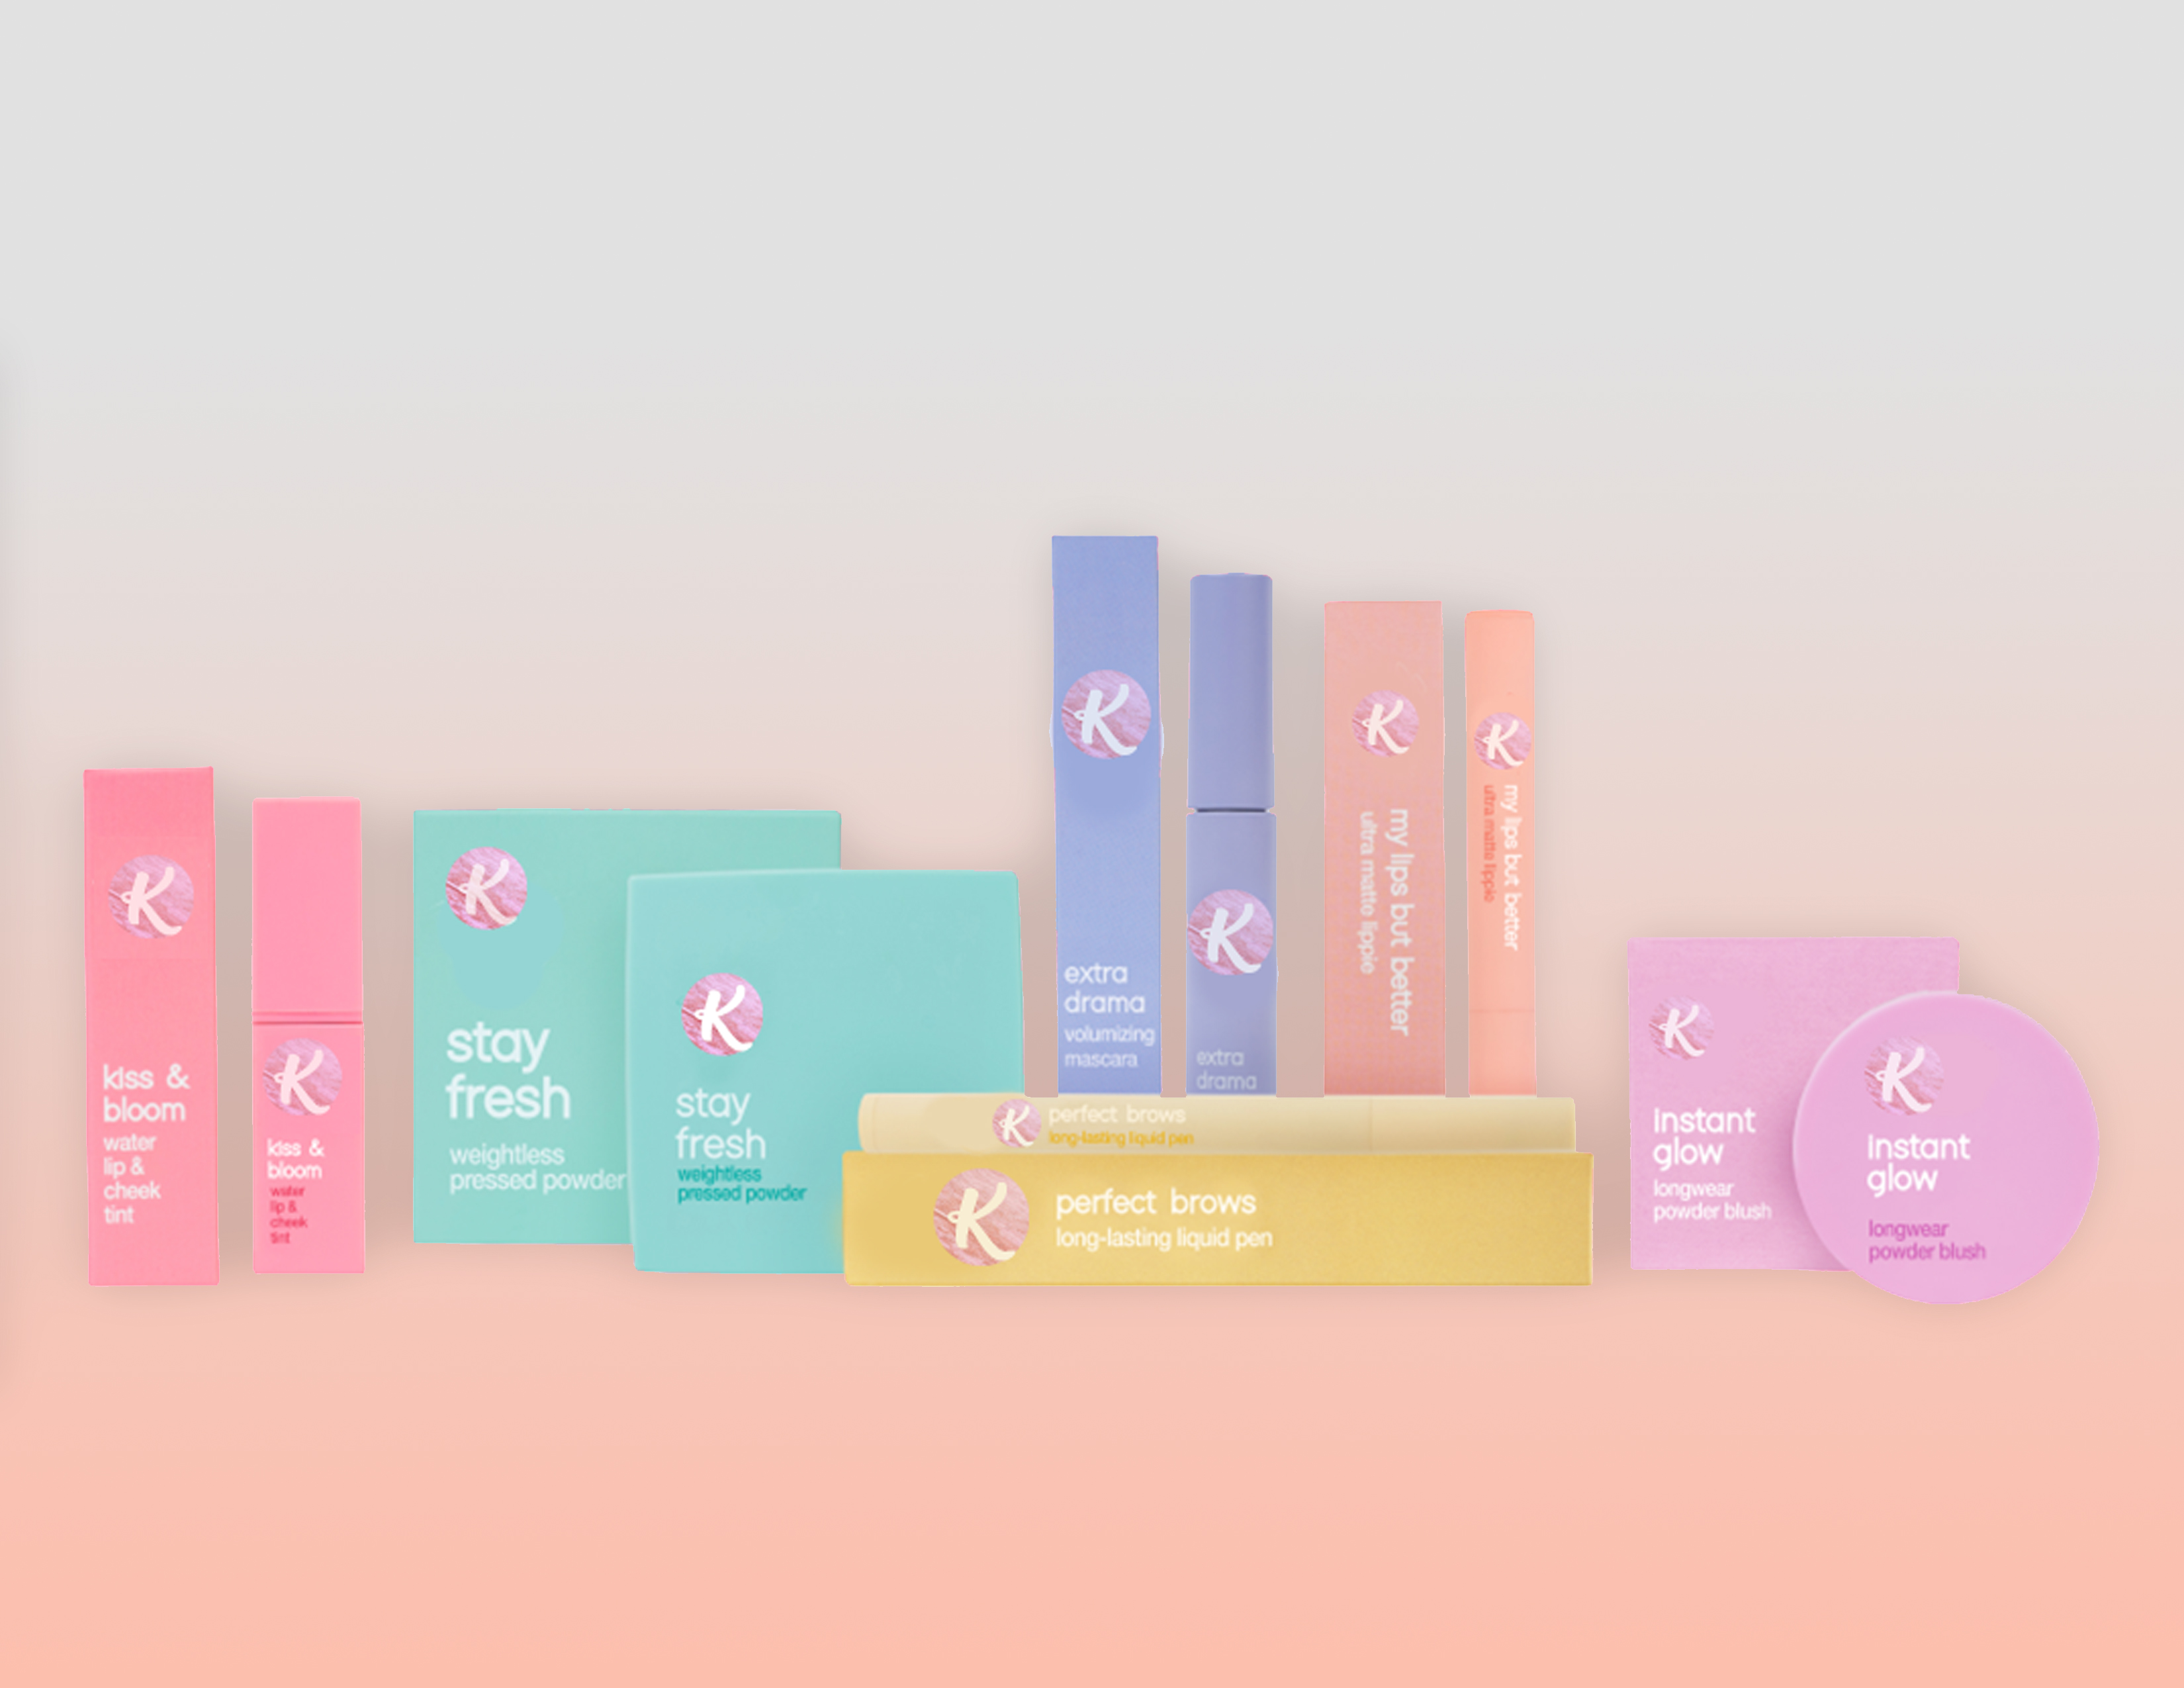 K
kiss &
bloom
water
lip &
cheek
tint
K
kiss &
bloom
water
lip &
cheek
tint
K
stay
fresh
weightless
pressed powder
K
stay
fresh
weightless
pressed powder
K
extra
drama
volumizing
mascara
K
extra
drama
K
my lips but better
ultra matte lippie
K
my lips but better
ultra matte lippie
K
perfect brows
long-lasting liquid pen
K
perfect brows
long-lasting liquid pen
K
instant
glow
longwear
powder blush
K
instant
glow
longwear
powder blush